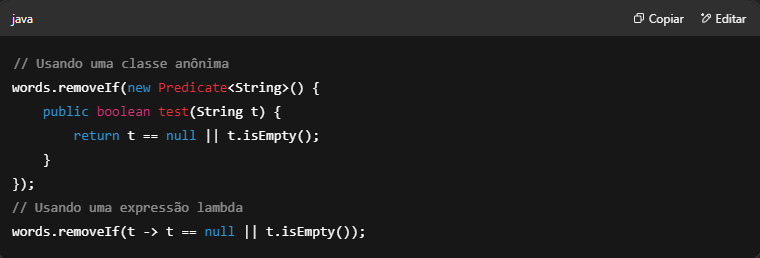 java
Copiar
Editar
// Usando uma classe anônima
words.removeIf(new Predicate<String>() {
    public boolean test(String t) {
        return t == null || t.isEmpty();
    }
});
// Usando uma expressão lambda
words.removeIf(t -> t == null || t.isEmpty());